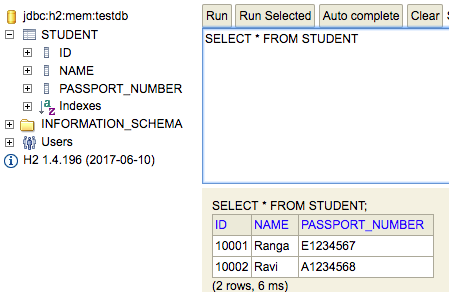 jdbc:h2:mem:testdb
STUDENT
ID
NAME
PASSPORT_NUMBER
Indexes
INFORMATION_SCHEMA
Users
H2 1.4.196 (2017-06-10)
Run Run Selected Auto complete Clear
SELECT * FROM STUDENT
SELECT * FROM STUDENT;
ID NAME PASSPORT_NUMBER
10001 Ranga E1234567
10002 Ravi A1234568
(2 rows, 6 ms)